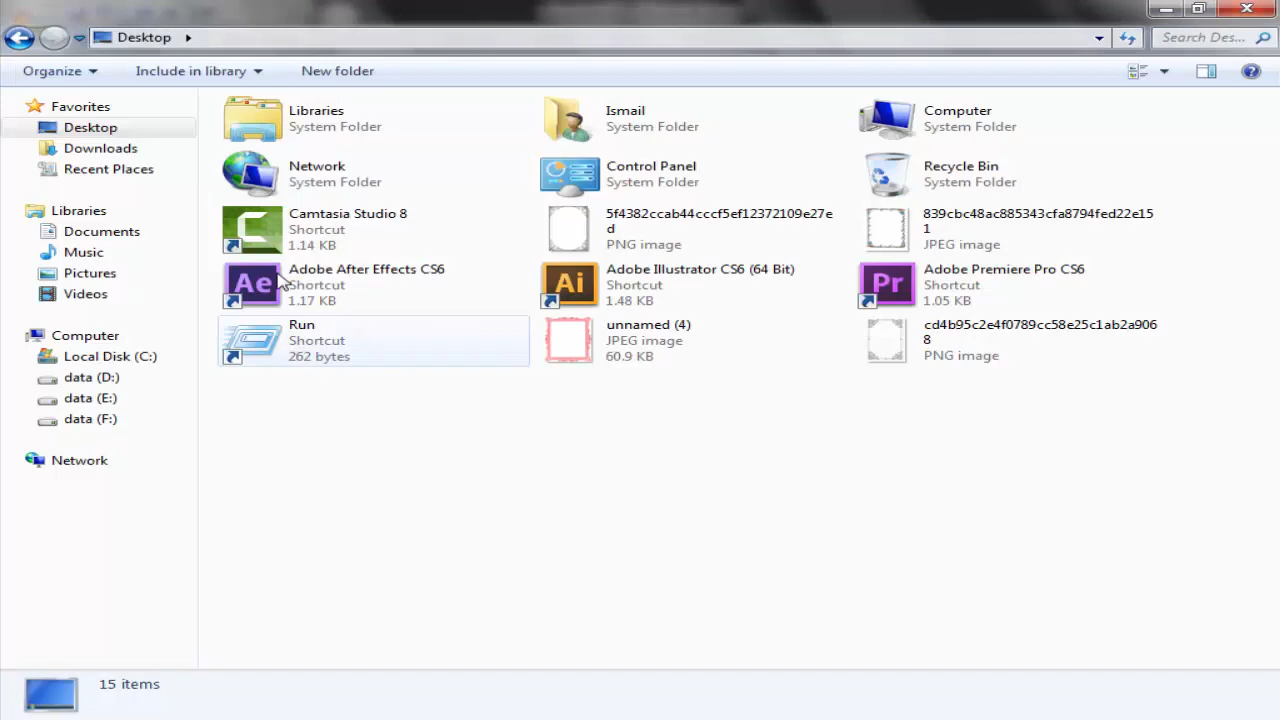 Desktop
Search Des...
Organize
Include in library
New folder
Favorites
Desktop
Downloads
Recent Places
Libraries
Documents
Music
Pictures
Videos
Computer
Local Disk (C:)
data (D:)
data (E:)
data (F:)
Network
Libraries
System Folder
Ismail
System Folder
Computer
System Folder
Network
System Folder
Control Panel
System Folder
Recycle Bin
System Folder
Camtasia Studio 8
Shortcut
1.14 KB
5f4382ccab44cccf5ef12372109e27e
d
PNG image
839cbc48ac885343cfa8794fed22e15
1
JPEG image
Ae
Adobe After Effects CS6
Shortcut
1.17 KB
Ai
Adobe Illustrator CS6 (64 Bit)
Shortcut
1.48 KB
Pr
Adobe Premiere Pro CS6
Shortcut
1.05 KB
Run
Shortcut
262 bytes
unnamed (4)
JPEG image
60.9 KB
cd4b95c2e4f0789cc58e25c1ab2a906
8
PNG image
15 items